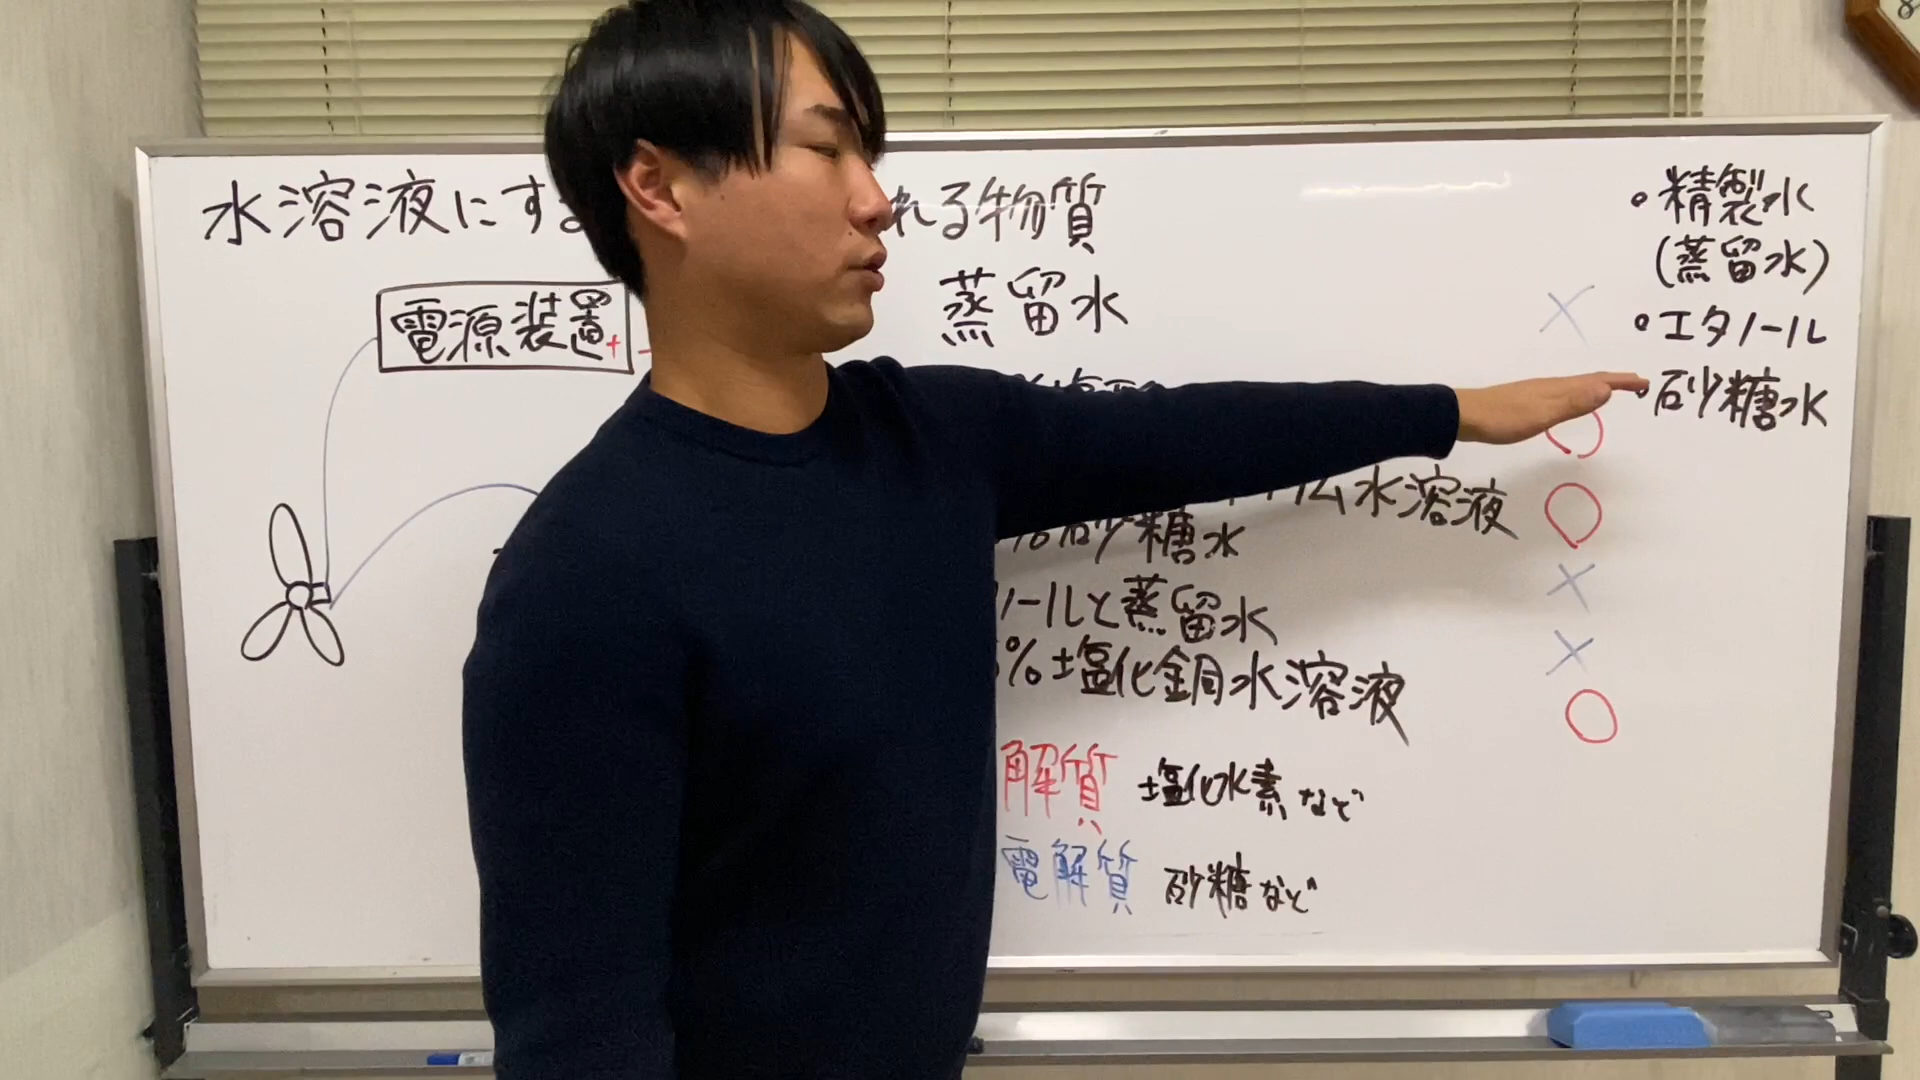 水溶液にす
れる物質
電源装置
+ -
蒸留水
×
○
水溶液 ○
砂糖水 ×
ノールと蒸留水 ×
%塩化銅水溶液 ○
解質 塩化水素など
電解質 砂糖など
・精製水
(蒸留水)
・エタノール
・砂糖水